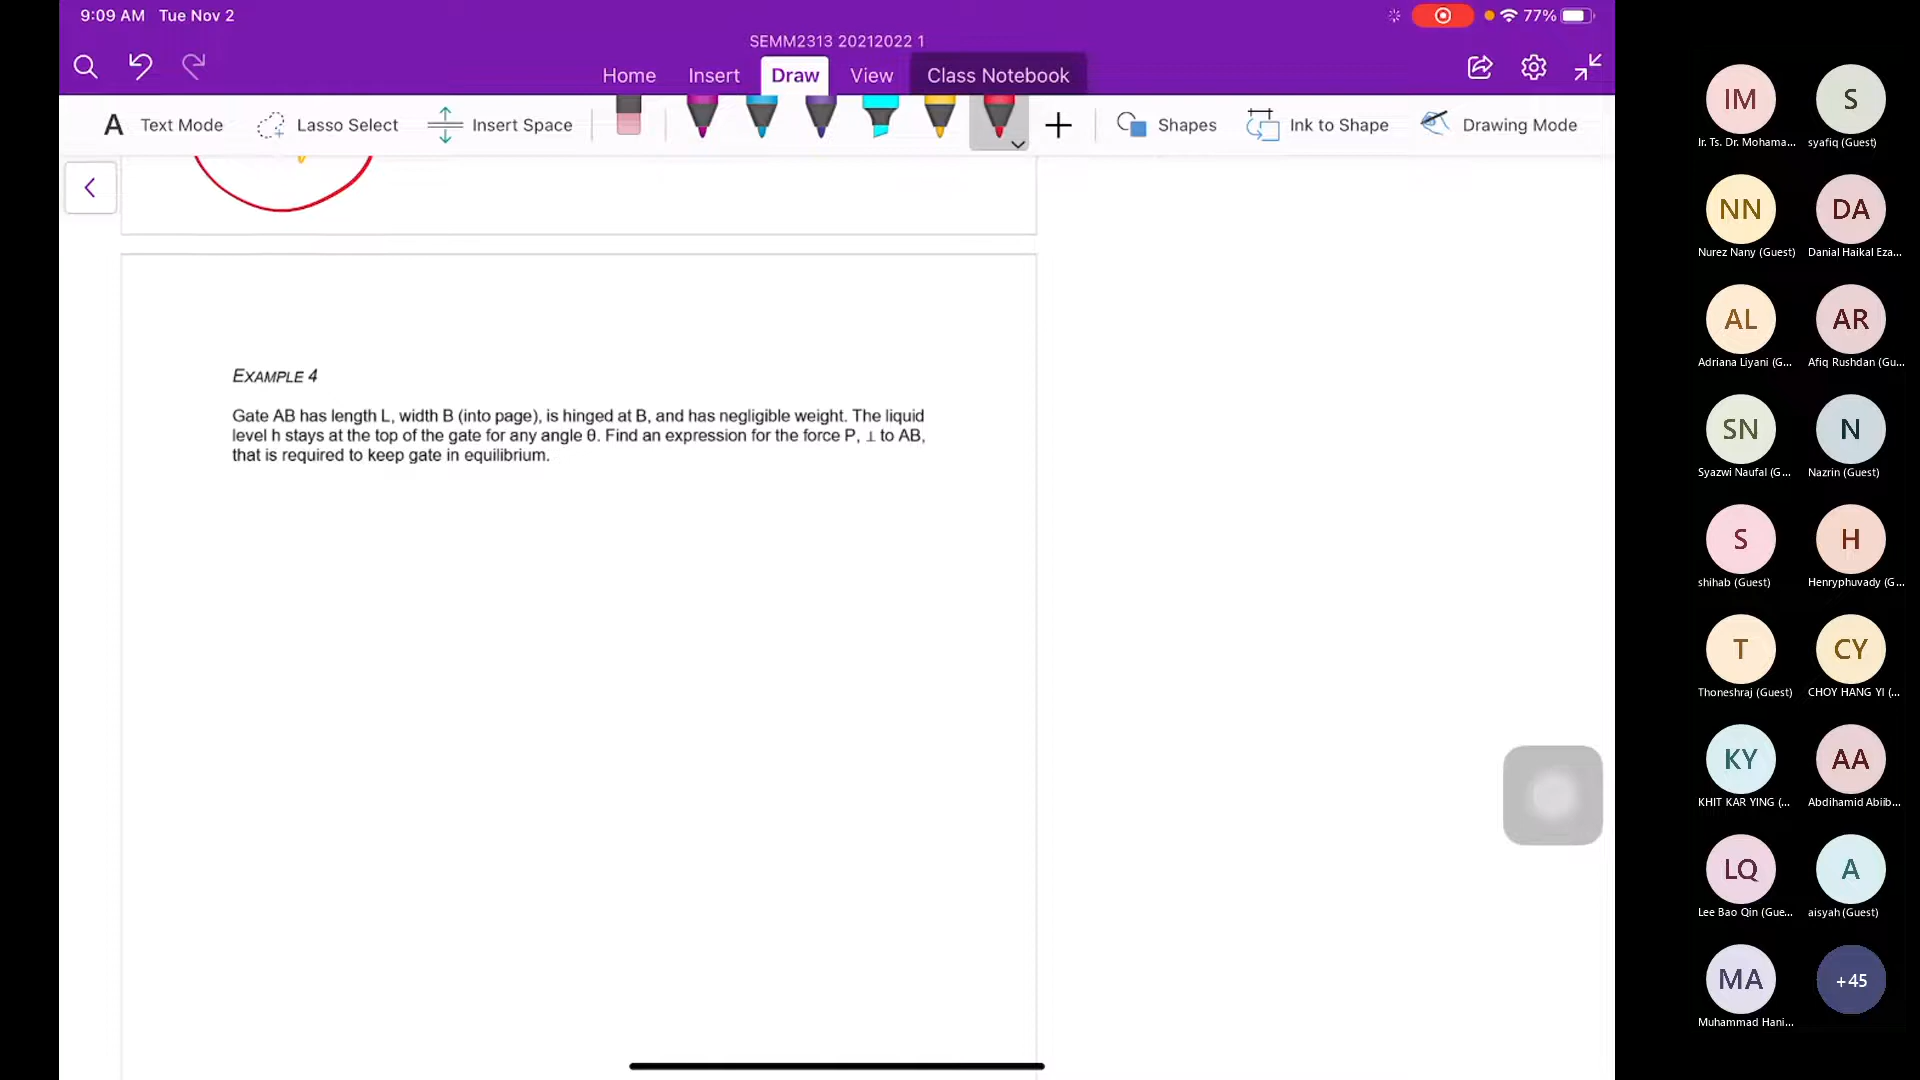 9:09 AM Tue Nov 2
77%
SEMM2313 20212022 1
Home Insert Draw View Class Notebook
A Text Mode Lasso Select Insert Space Shapes Ink to Shape Drawing Mode
EXAMPLE 4
Gate AB has length L, width B (into page), is hinged at B, and has negligible weight. The liquid
level h stays at the top of the gate for any angle θ. Find an expression for the force P, ⊥ to AB,
that is required to keep gate in equilibrium.
IM S
Ir. Ts. Dr. Mohama... syafiq (Guest)
NN DA
Nurez Nany (Guest) Danial Haikal Eza...
AL AR
Adriana Liyani (G... Afiq Rushdan (Gu...
SN N
Syazwi Naufal (G... Nazrin (Guest)
S H
shihab (Guest) Henryphuvady (G...
T CY
Thoneshraj (Guest) CHOY HANG YI (...
KY AA
KHIT KAR YING (... Abdihamid Abiib...
LQ A
Lee Bao Qin (Gue... aisyah (Guest)
MA +45
Muhammad Hani...